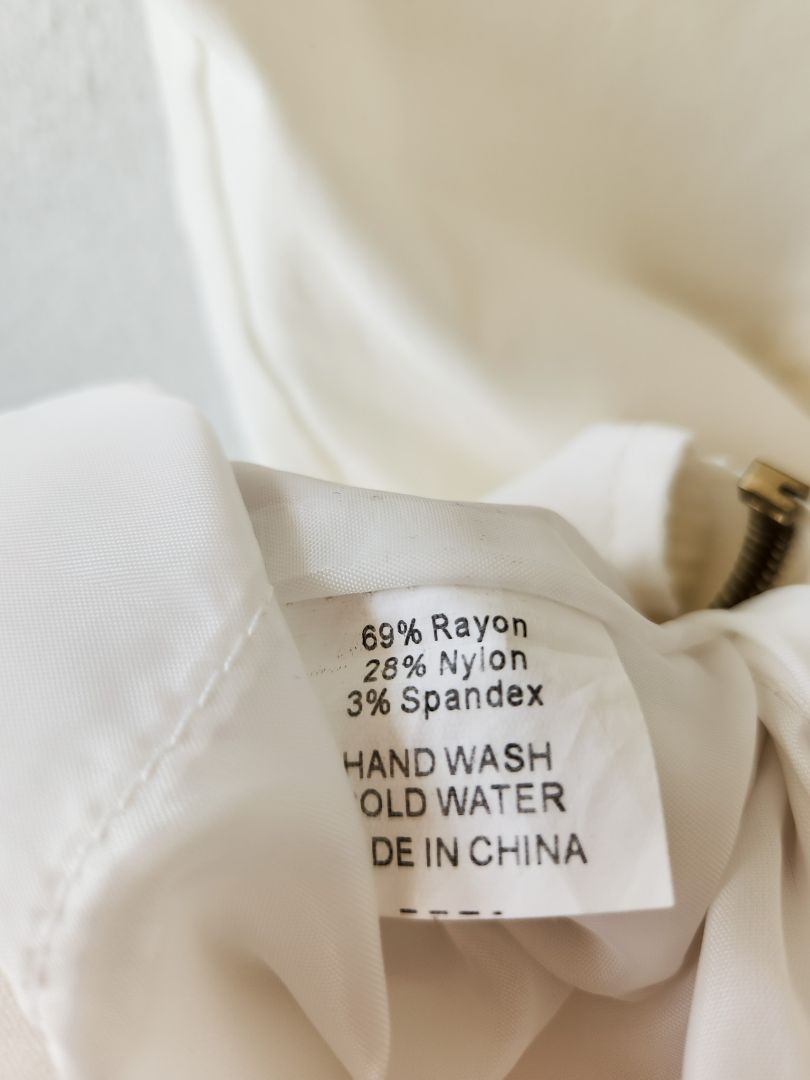 69% Rayon
28% Nylon
3% Spandex
HAND WASH
OLD WATER
DE IN CHINA